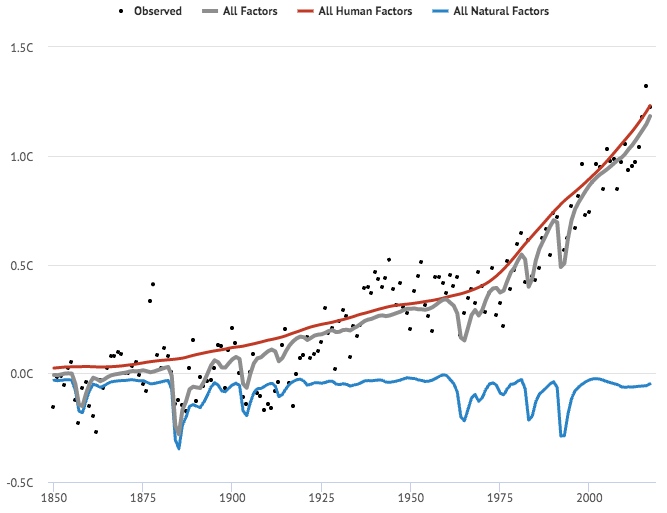 Observed All Factors All Human Factors All Natural Factors
1.5C
1.0C
0.5C
0.0C
-0.5C
1850 1875 1900 1925 1950 1975 2000